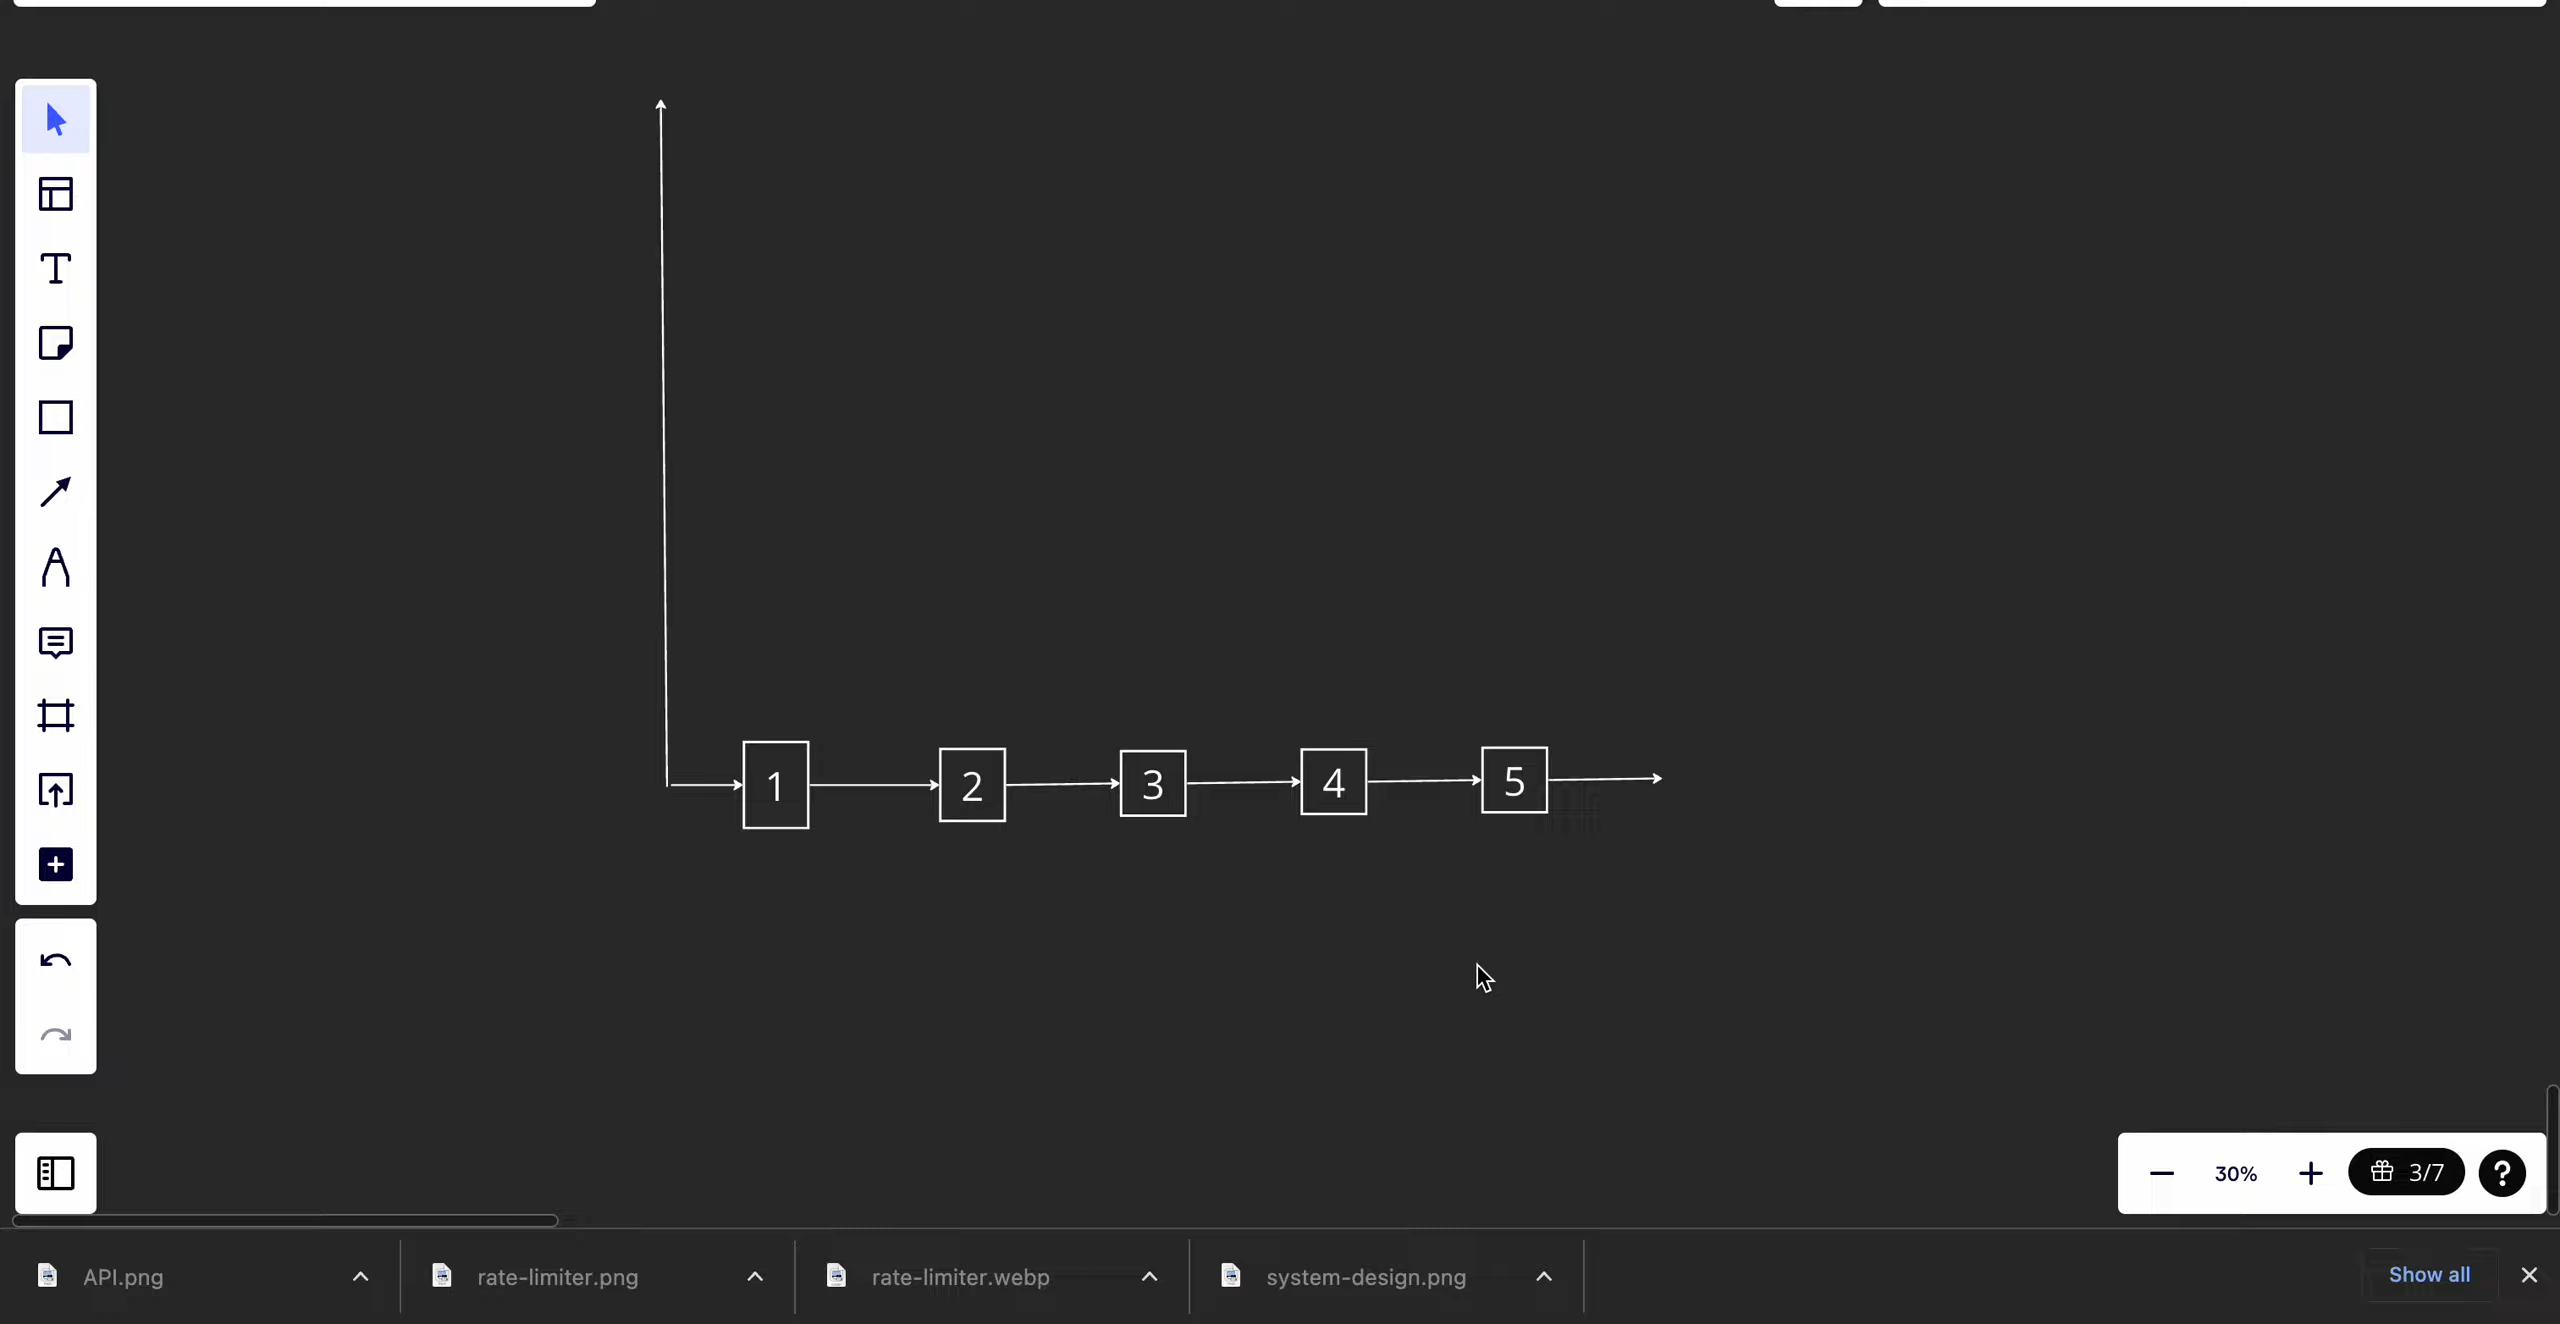 1 2 3 4 5
30% 3/7 ?
API.png rate-limiter.png rate-limiter.webp system-design.png Show all